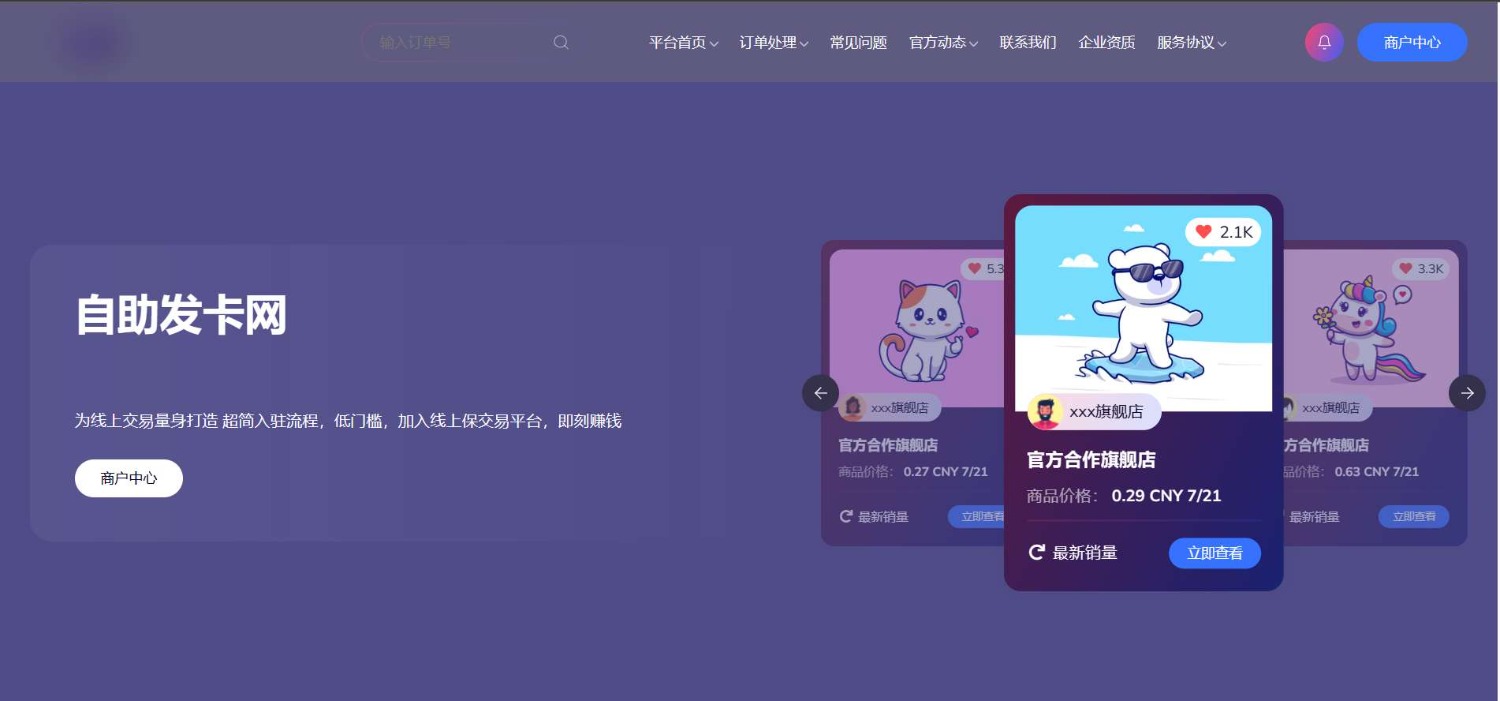 输入订单号
平台首页 订单处理 常见问题 官方动态 联系我们 企业资质 服务协议
商户中心
自助发卡网
为线上交易量身打造 超简入驻流程，低门槛，加入线上保交易平台，即刻赚钱
商户中心
5.3
xxx旗舰店
官方合作旗舰店
商品价格： 0.27 CNY 7/21
最新销量
立即查看
2.1K
xxx旗舰店
官方合作旗舰店
商品价格： 0.29 CNY 7/21
最新销量
立即查看
3.3K
xxx旗舰店
方合作旗舰店
品价格： 0.63 CNY 7/21
最新销量
立即查看